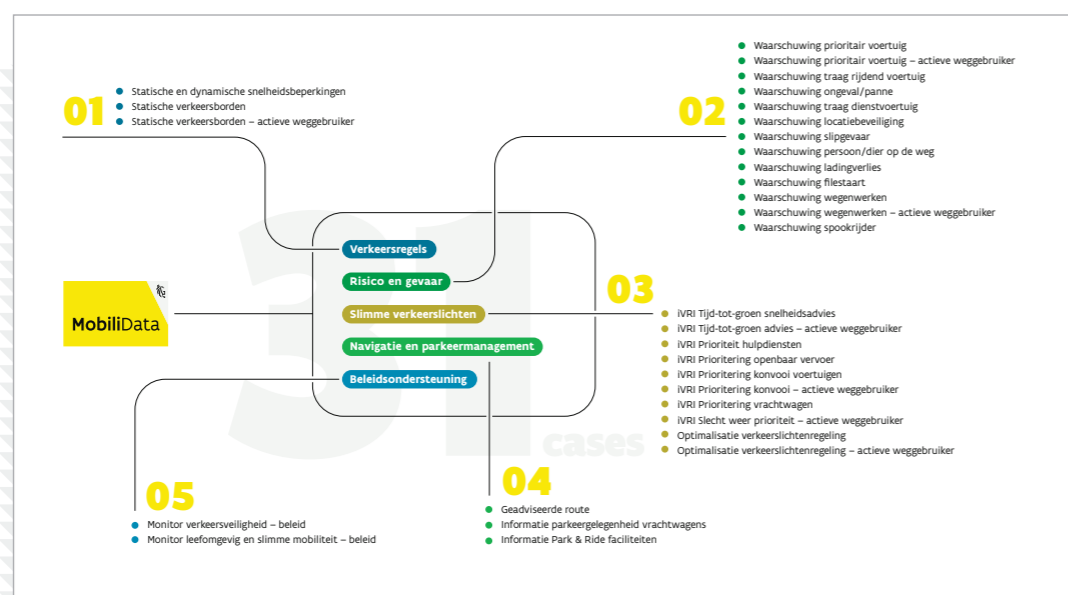 01
Statische en dynamische snelheidsbeperkingen
Statische verkeersborden
Statische verkeersborden – actieve weggebruiker
02
Waarschuwing prioritair voertuig
Waarschuwing prioritair voertuig – actieve weggebruiker
Waarschuwing traag rijdend voertuig
Waarschuwing ongeval/panne
Waarschuwing traag dienstvoertuig
Waarschuwing locatiebeveiliging
Waarschuwing slipgevaar
Waarschuwing persoon/dier op de weg
Waarschuwing ladingverlies
Waarschuwing filestaart
Waarschuwing wegenwerken
Waarschuwing wegenwerken – actieve weggebruiker
Waarschuwing spookrijder
MobiliData
31
cases
Verkeersregels
Risico en gevaar
Slimme verkeerslichten
Navigatie en parkeermanagement
Beleidsondersteuning
03
iVRI Tijd-tot-groen snelheidsadvies
iVRI Tijd-tot-groen advies – actieve weggebruiker
iVRI Prioriteit hulpdiensten
iVRI Prioritering openbaar vervoer
iVRI Prioritering konvooi voertuigen
iVRI Prioritering konvooi – actieve weggebruiker
iVRI Prioritering vrachtwagen
iVRI Slecht weer prioriteit – actieve weggebruiker
Optimalisatie verkeerslichtenregeling
Optimalisatie verkeerslichtenregeling – actieve weggebruiker
04
Geadviseerde route
Informatie parkeergelegenheid vrachtwagens
Informatie Park & Ride faciliteiten
05
Monitor verkeersveiligheid – beleid
Monitor leefomgevig en slimme mobiliteit – beleid